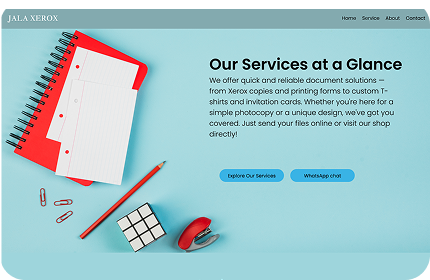 JALA XEROX
Home Service About Contact
Our Services at a Glance
We offer quick and reliable document solutions —
from Xerox copies and printing forms to custom T-
shirts and invitation cards. Whether you're here for a
simple photocopy or a unique design, we've got you
covered. Just send your files online or visit our shop
directly!
Explore Our Services
WhatsApp chat